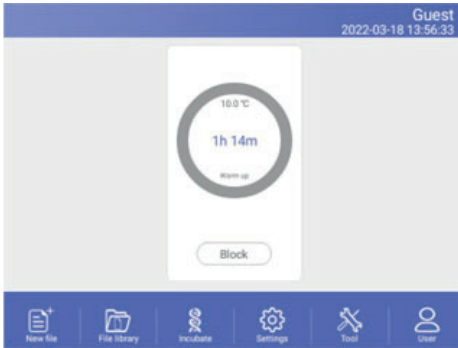 Guest
2022-03-18 13:56:33
10.0 ℃
1h 14m
Warm up
Block
New file
File library
Incubate
Settings
Tool
User